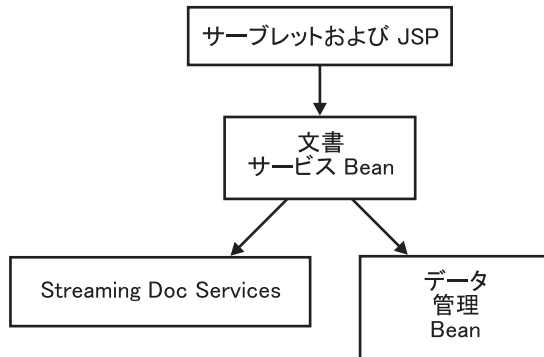 サーブレットおよび JSP
文書
サービス Bean
Streaming Doc Services
データ
管理
Bean